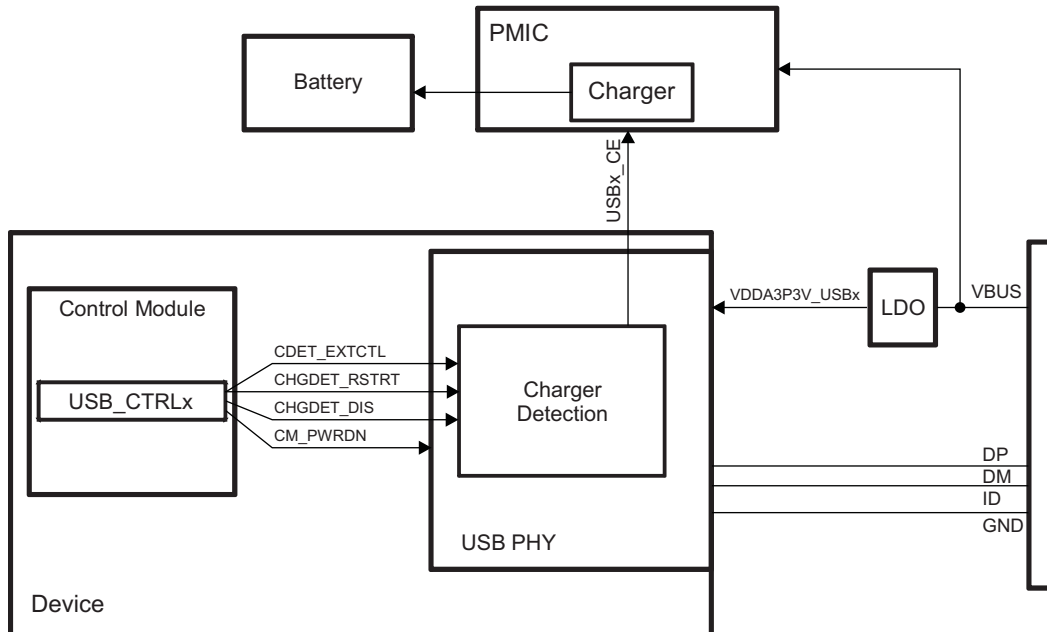 PMIC
Battery
Charger
USBx_CE
Control Module
VDDA3P3V_USBx
LDO
VBUS
CDET_EXTCTL
USB_CTRLx
CHGDET_RSTRT
Charger
Detection
CHGDET_DIS
CM_PWRDN
DP
DM
ID
GND
USB PHY
Device